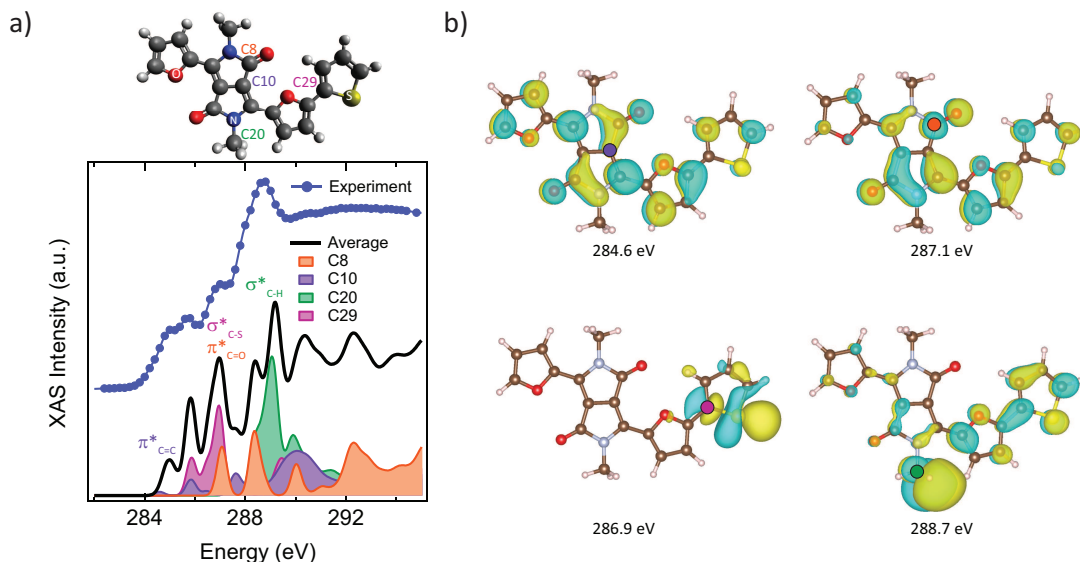 a)
b)
C8
O
C10
C29
S
N
C20
Experiment
Average
C8
C10
C20
C29
σ*C-H
σ*C-S
π*C=O
π*C=C
XAS Intensity (a.u.)
284
288
292
Energy (eV)
284.6 eV
287.1 eV
286.9 eV
288.7 eV